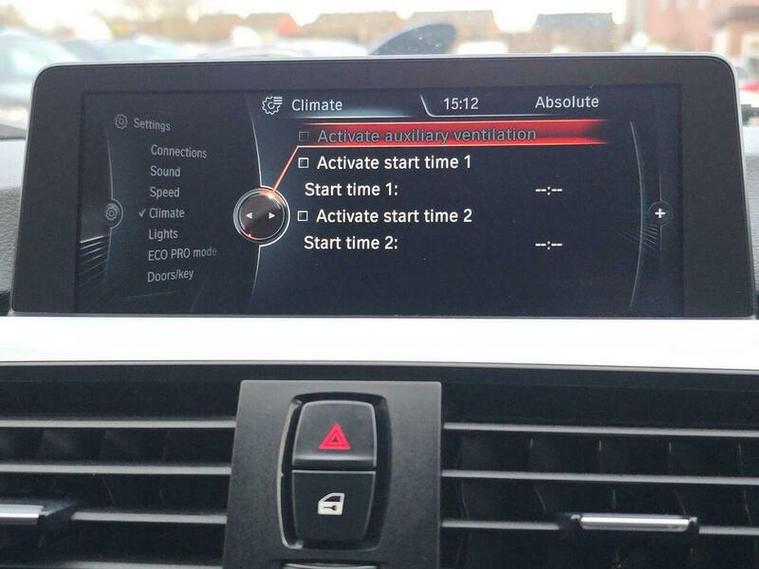 Climate
15:12
Absolute
Settings
Connections
Sound
Speed
Climate
Lights
ECO PRO mode
Doors/key
Activate auxiliary ventilation
Activate start time 1
Start time 1: --:--
Activate start time 2
Start time 2: --:--